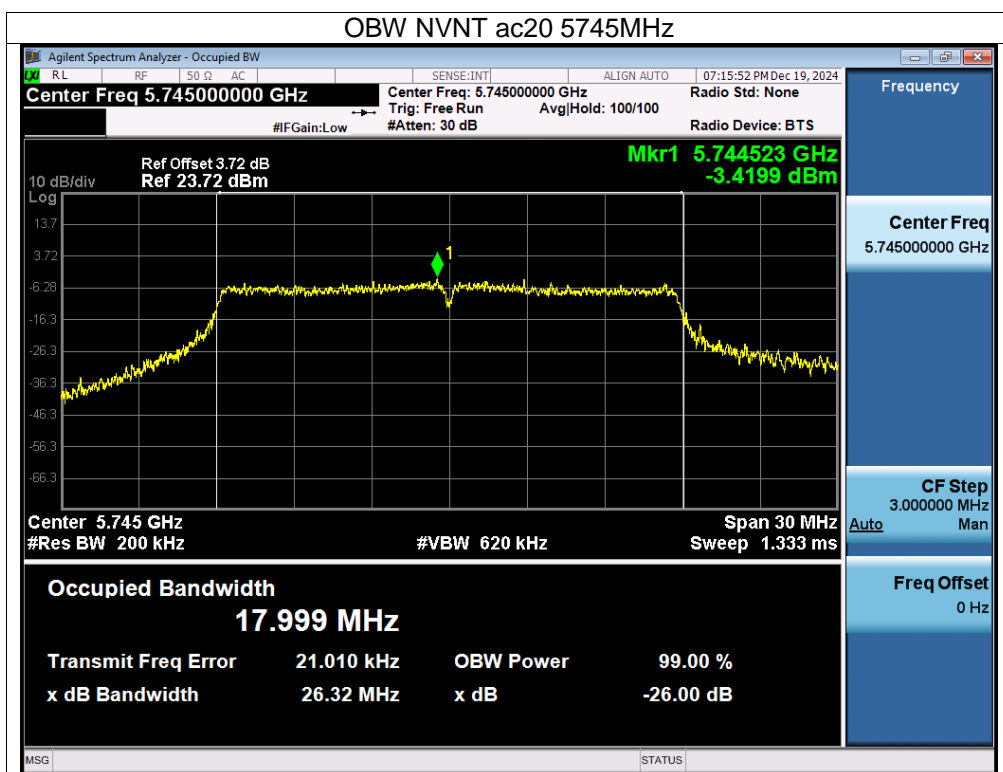 OBW NVNT ac20 5745MHz
Agilent Spectrum Analyzer - Occupied BW
LXI RL RF 50 Ω AC SENSE:INT ALIGN AUTO 07:15:52 PM Dec 19, 2024
Center Freq 5.745000000 GHz Center Freq: 5.745000000 GHz Radio Std: None
Trig: Free Run Avg|Hold: 100/100
#IFGain:Low #Atten: 30 dB Radio Device: BTS
Ref Offset 3.72 dB Mkr1 5.744523 GHz
10 dB/div Ref 23.72 dBm -3.4199 dBm
Log
13.7
3.72
1
-6.28
-16.3
-26.3
-36.3
-46.3
-56.3
-66.3
Center 5.745 GHz Span 30 MHz
#Res BW 200 kHz #VBW 620 kHz Sweep 1.333 ms
Occupied Bandwidth
17.999 MHz
Transmit Freq Error 21.010 kHz OBW Power 99.00 %
x dB Bandwidth 26.32 MHz x dB -26.00 dB
Frequency
Center Freq
5.745000000 GHz
CF Step
3.000000 MHz
Auto Man
Freq Offset
0 Hz
MSG STATUS